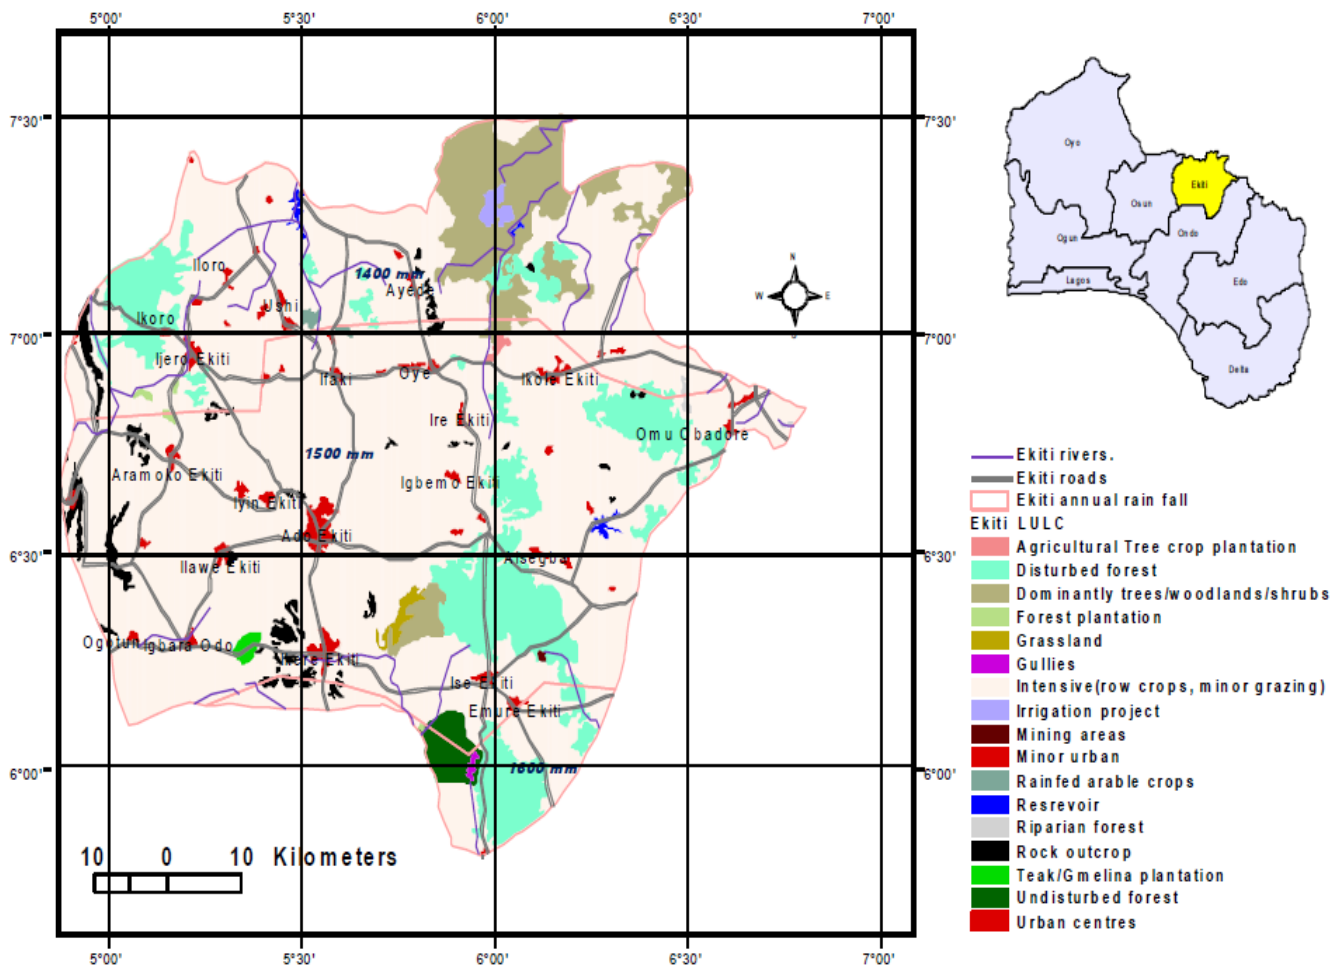 5°00' 5°30' 6°00' 6°30' 7°00'
7°30' 7°30'
Oyo
Ekiti
Osun
Ondo
Ogun
Lagos
Edo
Delta
N
W E
S
Iloro
1400 mm
Ayede
Ushi
Ikoro
7°00' 7°00'
Ijero Ekiti
Ifaki
Oye
Ikole Ekiti
Ire Ekiti
Omu Obadore
1500 mm
Aramoko Ekiti
Igbemo Ekiti
Iyin Ekiti
Ado Ekiti
6°30' 6°30'
Aisegba
Ilawe Ekiti
Ogotun
Igbara Odo
Ikere Ekiti
Ise Ekiti
Emure Ekiti
6°00' 6°00'
1600 mm
10 0 10 Kilometers
5°00' 5°30' 6°00' 6°30' 7°00'
Ekiti rivers.
Ekiti roads
Ekiti annual rain fall
Ekiti LULC
Agricultural Tree crop plantation
Disturbed forest
Dominantly trees/woodlands/shrubs
Forest plantation
Grassland
Gullies
Intensive(row crops, minor grazing)
Irrigation project
Mining areas
Minor urban
Rainfed arable crops
Resrevoir
Riparian forest
Rock outcrop
Teak/Gmelina plantation
Undisturbed forest
Urban centres